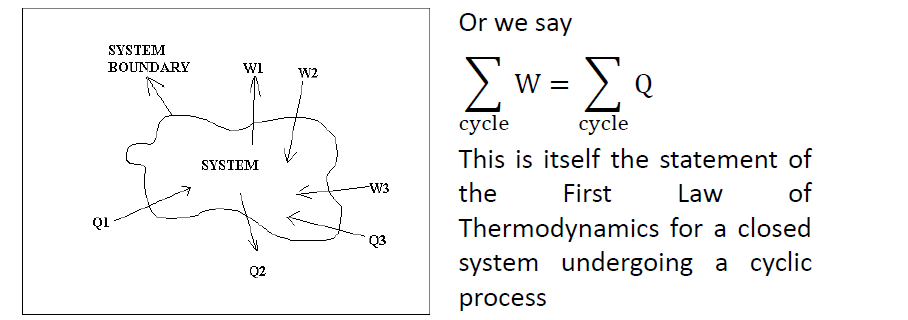 SYSTEM
BOUNDARY
W1
W2
SYSTEM
W3
Q1
Q3
Q2
Or we say
∑ W = ∑ Q
cycle cycle
This is itself the statement of
the First Law of
Thermodynamics for a closed
system undergoing a cyclic
process